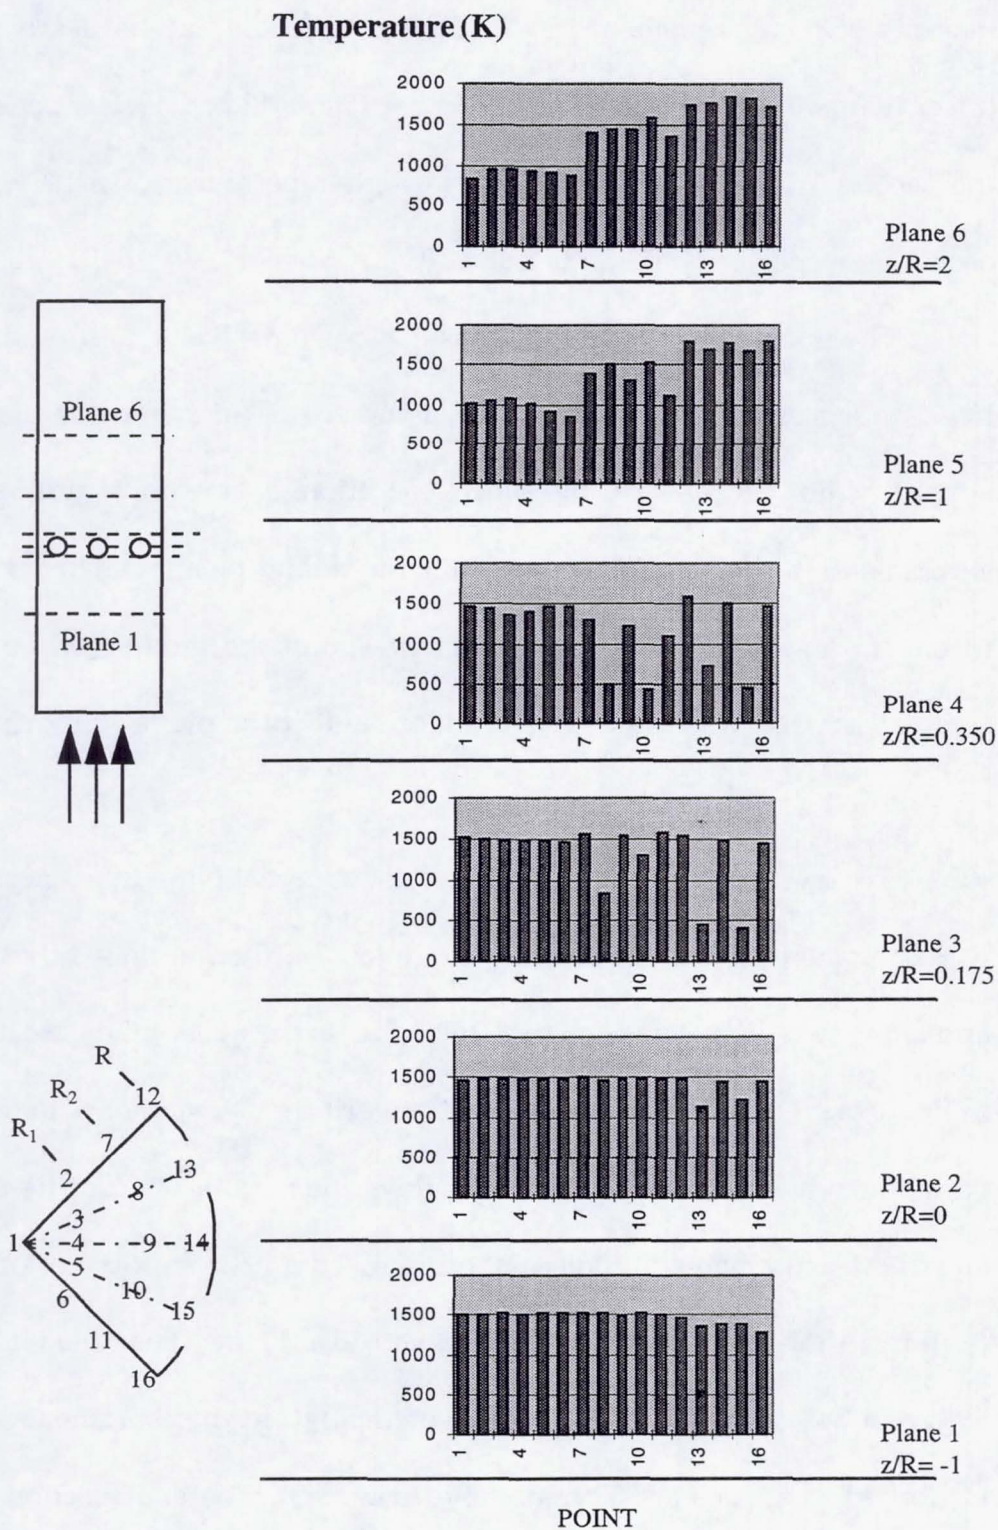 Temperature (K)
2000
1500
1000
500
0
1 4 7 10 13 16
Plane 6
z/R=2
2000
1500
1000
500
0
1 4 7 10 13 16
Plane 5
z/R=1
2000
1500
1000
500
0
1 4 7 10 13 16
Plane 4
z/R=0.350
2000
1500
1000
500
0
1 4 7 10 13 16
Plane 3
z/R=0.175
2000
1500
1000
500
0
1 4 7 10 13 16
Plane 2
z/R=0
2000
1500
1000
500
0
1 4 7 10 13 16
Plane 1
z/R= -1
POINT
Plane 6
Plane 1
R
R2
R1
12
7
2
13
8
3
1 4 9 14
5
10
15
6
11
16